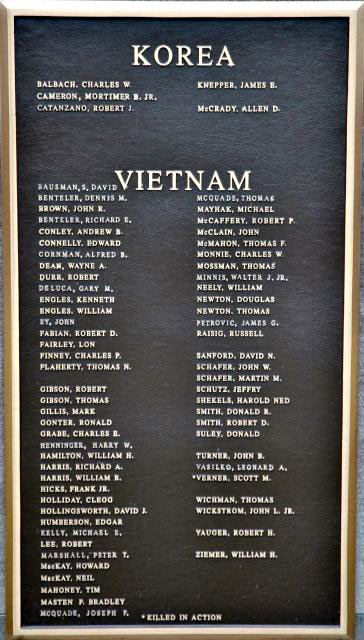 KOREA
BALBACH, CHARLES W.
CAMERON, MORTIMER B. JR.
CATANZANO, ROBERT J.
KNEPPER, JAMES E.
McCRADY, ALLEN D.
VIETNAM
BAUSMAN, S. DAVID
BENTELER, DENNIS M.
BROWN, JOHN R.
BENTELER, RICHARD E.
CONLEY, ANDREW B.
CONNELLY, EDWARD
CORNMAN, ALFRED B.
DEAN, WAYNE A.
DURR, ROBERT
DELUCA, GARY M.
ENGLES, KENNETH
ENGLES, WILLIAM
EY, JOHN
FABIAN, ROBERT D.
FAIRLEY, LON
FINNEY, CHARLES P.
FLAHERTY, THOMAS N.
GIBSON, ROBERT
GIBSON, THOMAS
GILLIS, MARK
GONTER, RONALD
GRABE, CHARLES E.
HENNINGER, HARRY W.
HAMILTON, WILLIAM H.
HARRIS, RICHARD A.
HARRIS, WILLIAM R.
HICKS, FRANK JR.
HOLLIDAY, CLEGG
HOLLINGSWORTH, DAVID J.
HUMBERSON, EDGAR
KELLY, MICHAEL E.
LEE, ROBERT
MARSHALL, PETER T.
MacKAY, HOWARD
MacKAY, NEIL
MAHONEY, TIM
MASTEN P. BRADLEY
MCQUADE, JOSEPH P.
MCQUADE, THOMAS
MAYHAK, MICHAEL
McCAFFERY, ROBERT P.
McCLAIN, JOHN
McMAHON, THOMAS F.
MONNIE, CHARLES W.
MOSSMAN, THOMAS
MINNIS, WALTER J. JR.
NEELY, WILLIAM
NEWTON, DOUGLAS
NEWTON, THOMAS
PETROVIC, JAMES G.
RAISIG, RUSSELL
SANFORD, DAVID N.
SCHAFER, JOHN W.
SCHAFER, MARTIN M.
SCHUTZ, JEFFRY
SHEKELS, HAROLD NED
SMITH, DONALD R.
SMITH, ROBERT D.
SULEY, DONALD
TURNER, JOHN B.
VASILKO, LEONARD A.
*VERNER, SCOTT M.
WICHMAN, THOMAS
WICKSTROM, JOHN L. JR.
YAUGER, ROBERT H.
ZIEMER, WILLIAM H.
*KILLED IN ACTION